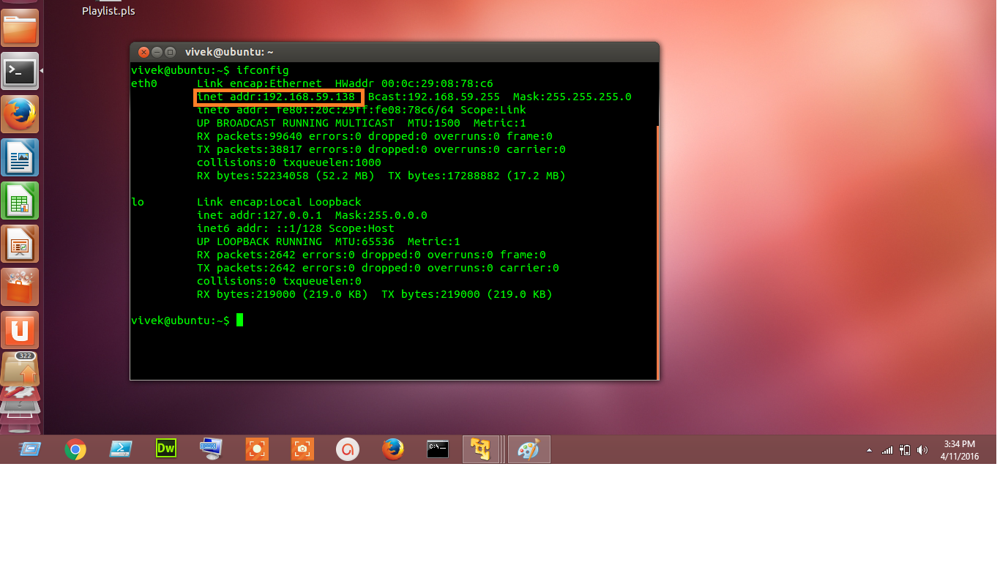 Playlist.pls
vivek@ubuntu: ~
vivek@ubuntu:~$ ifconfig
eth0      Link encap:Ethernet  HWaddr 00:0c:29:08:78:c6
          inet addr:192.168.59.138  Bcast:192.168.59.255  Mask:255.255.255.0
          inet6 addr: fe80::20c:29ff:fe08:78c6/64 Scope:Link
          UP BROADCAST RUNNING MULTICAST  MTU:1500  Metric:1
          RX packets:99640 errors:0 dropped:0 overruns:0 frame:0
          TX packets:38817 errors:0 dropped:0 overruns:0 carrier:0
          collisions:0 txqueuelen:1000
          RX bytes:52234058 (52.2 MB)  TX bytes:17288882 (17.2 MB)
lo        Link encap:Local Loopback
          inet addr:127.0.0.1  Mask:255.0.0.0
          inet6 addr: ::1/128 Scope:Host
          UP LOOPBACK RUNNING  MTU:65536  Metric:1
          RX packets:2642 errors:0 dropped:0 overruns:0 frame:0
          TX packets:2642 errors:0 dropped:0 overruns:0 carrier:0
          collisions:0 txqueuelen:0
          RX bytes:219000 (219.0 KB)  TX bytes:219000 (219.0 KB)
vivek@ubuntu:~$
322
Dw
C:\_
3:34 PM
4/11/2016